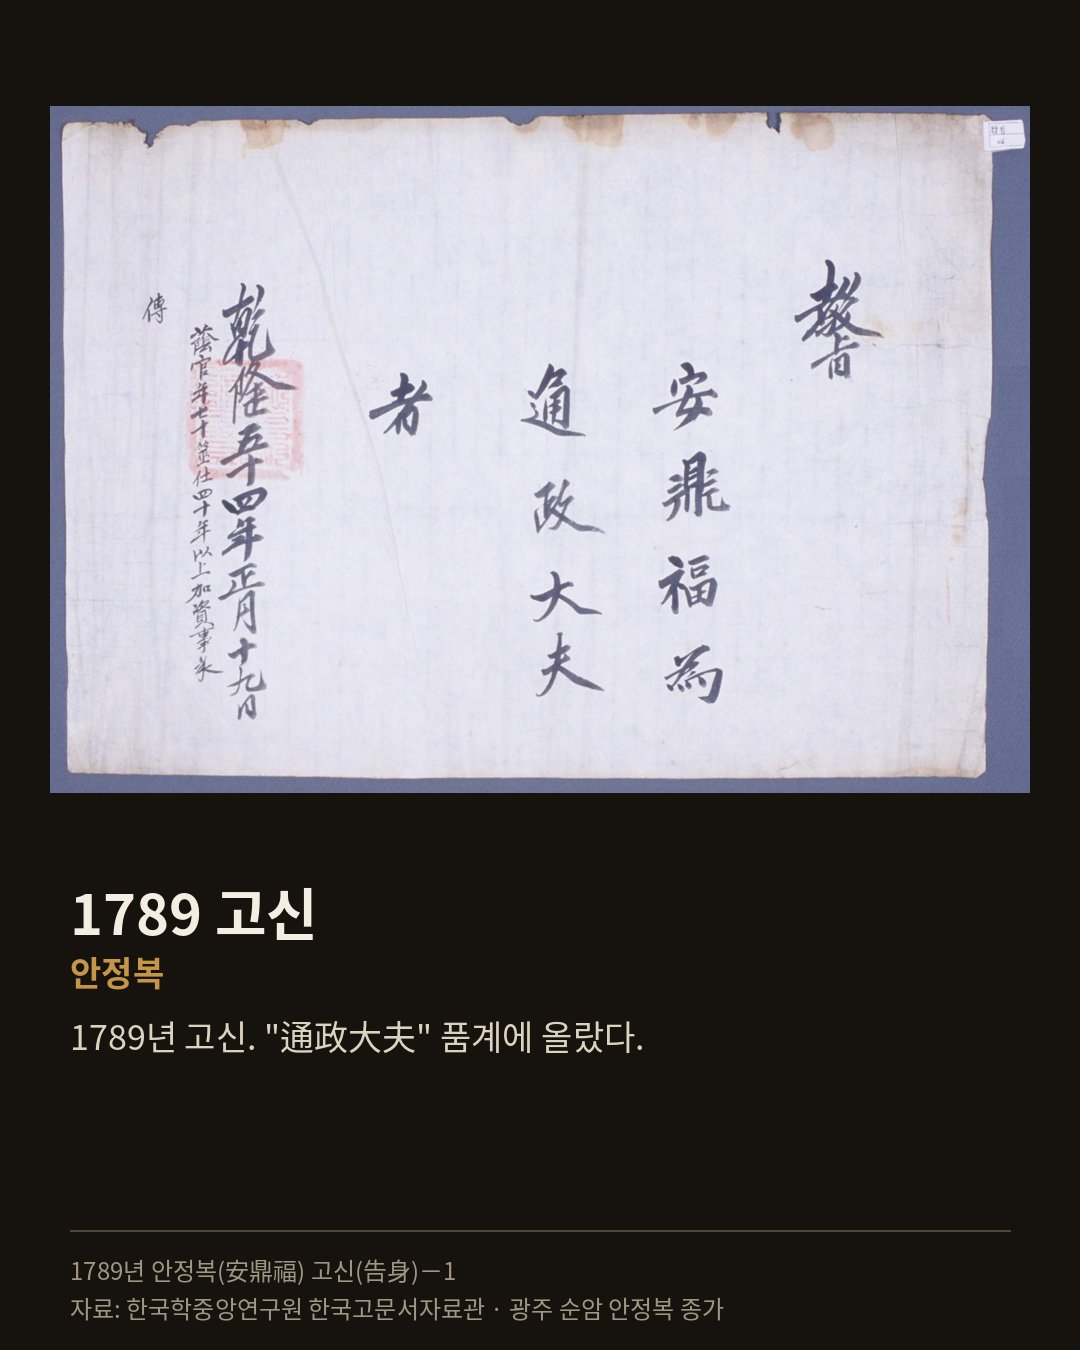 教旨
安鼎福為
通政大夫
者
乾隆五十四年正月十九日
蔭官年七十筮仕四十年以上加資事承
傳
1789 고신
안정복
1789년 고신. "通政大夫" 품계에 올랐다.
1789년 안정복(安鼎福) 고신(告身)－1
자료: 한국학중앙연구원 한국고문서자료관 · 광주 순암 안정복 종가